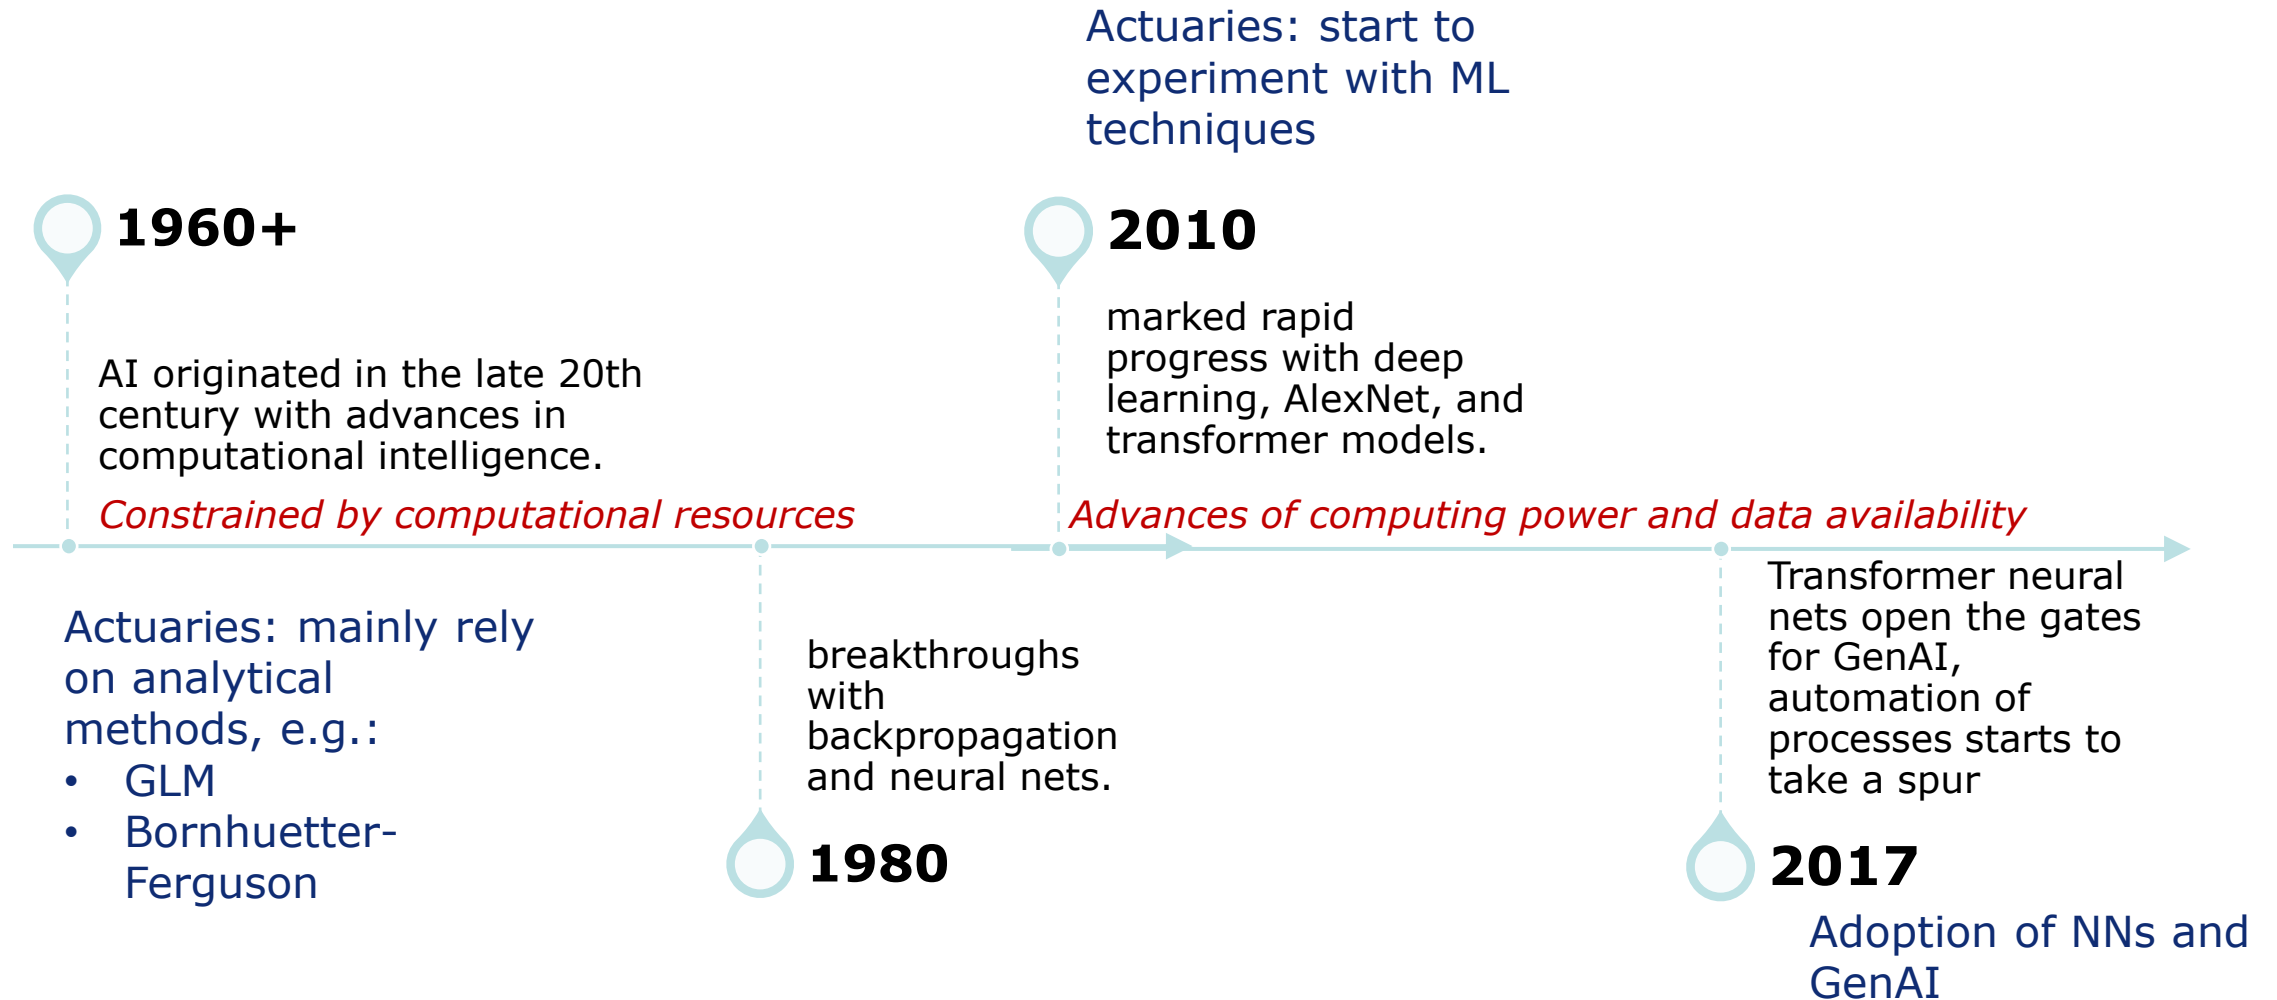 Actuaries: start to
experiment with ML
techniques
1960+
2010
AI originated in the late 20th
century with advances in
computational intelligence.
marked rapid
progress with deep
learning, AlexNet, and
transformer models.
Constrained by computational resources
Advances of computing power and data availability
Actuaries: mainly rely
on analytical
methods, e.g.:
• GLM
• Bornhuetter-
Ferguson
breakthroughs
with
backpropagation
and neural nets.
1980
Transformer neural
nets open the gates
for GenAI,
automation of
processes starts to
take a spur
2017
Adoption of NNs and
GenAI